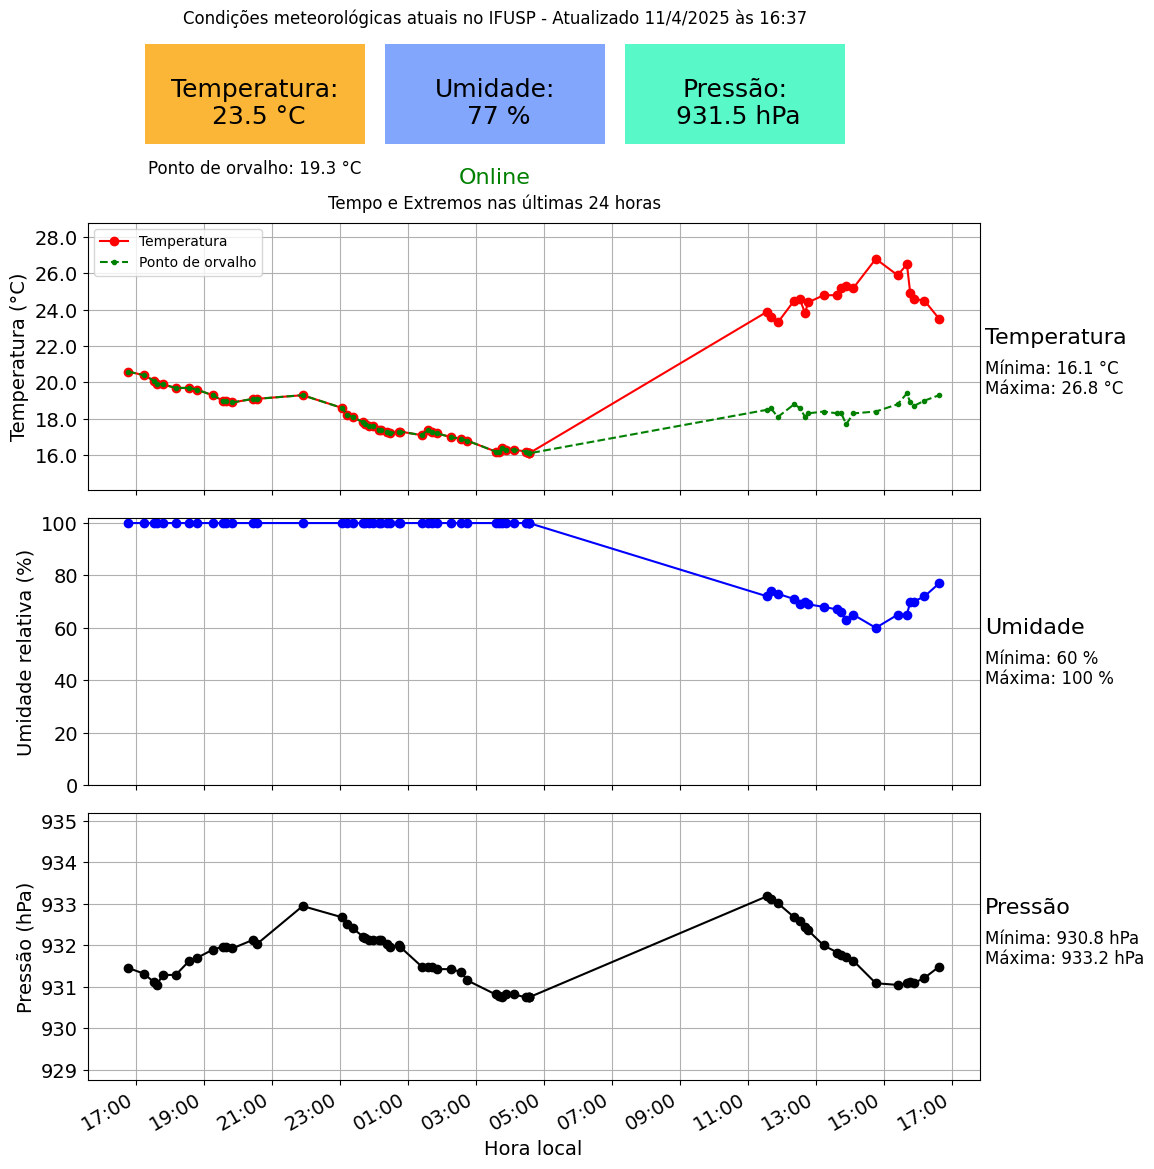 Condições meteorológicas atuais no IFUSP - Atualizado 11/4/2025 às 16:37
Temperatura:
23.5 °C
Umidade:
77 %
Pressão:
931.5 hPa
Ponto de orvalho: 19.3 °C
Online
Tempo e Extremos nas últimas 24 horas
Temperatura (°C)
28.0
26.0
24.0
22.0
20.0
18.0
16.0
Temperatura
Ponto de orvalho
Temperatura
Mínima: 16.1 °C
Máxima: 26.8 °C
Umidade relativa (%)
100
80
60
40
20
0
Umidade
Mínima: 60 %
Máxima: 100 %
Pressão (hPa)
935
934
933
932
931
930
929
Pressão
Mínima: 930.8 hPa
Máxima: 933.2 hPa
17:00 19:00 21:00 23:00 01:00 03:00 05:00 07:00 09:00 11:00 13:00 15:00 17:00
Hora local